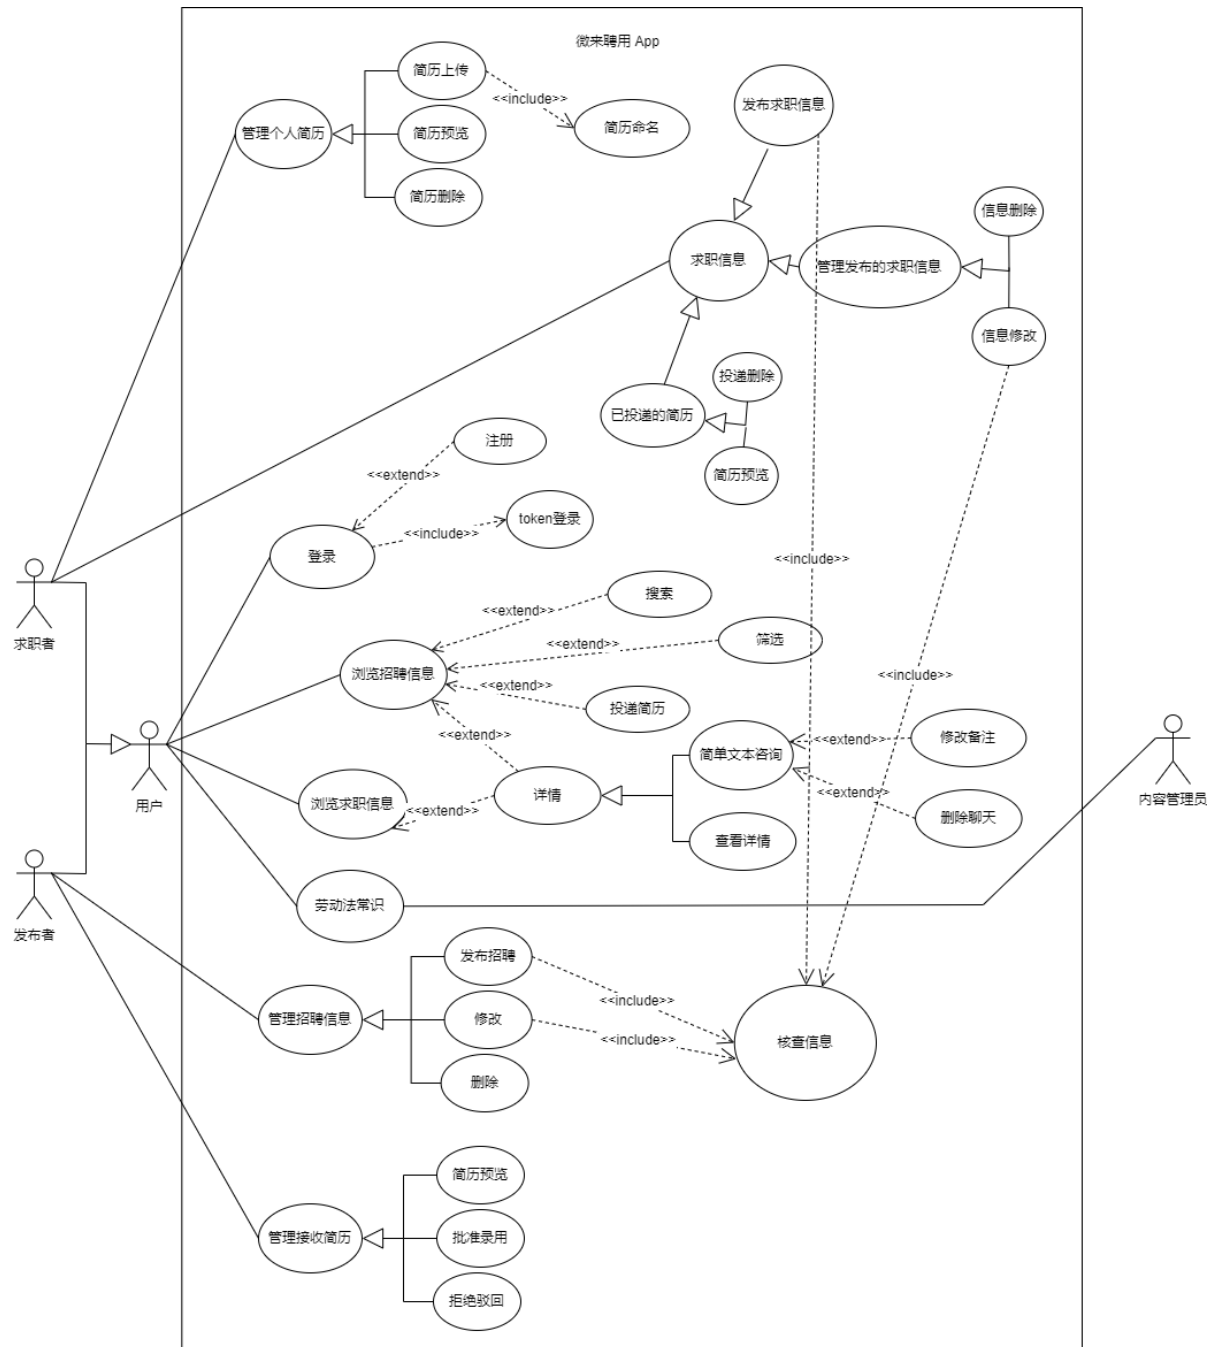 微来聘用 App
简历上传
<<include>>
发布求职信息
简历命名
管理个人简历
简历预览
简历删除
信息删除
求职信息
管理发布的求职信息
信息修改
投递删除
已投递的简历
注册
<<extend>>
简历预览
token登录
<<include>>
登录
<<include>>
搜索
<<extend>>
筛选
<<extend>>
求职者
浏览招聘信息
<<extend>>
<<include>>
投递简历
<<extend>>
简单文本咨询
<<extend>>
修改备注
用户
浏览求职信息
详情
<<extend>>
<<extend>>
内容管理员
删除聊天
查看详情
劳动法常识
发布者
发布招聘
<<include>>
管理招聘信息
修改
<<include>>
核查信息
删除
简历预览
管理接收简历
批准录用
拒绝驳回